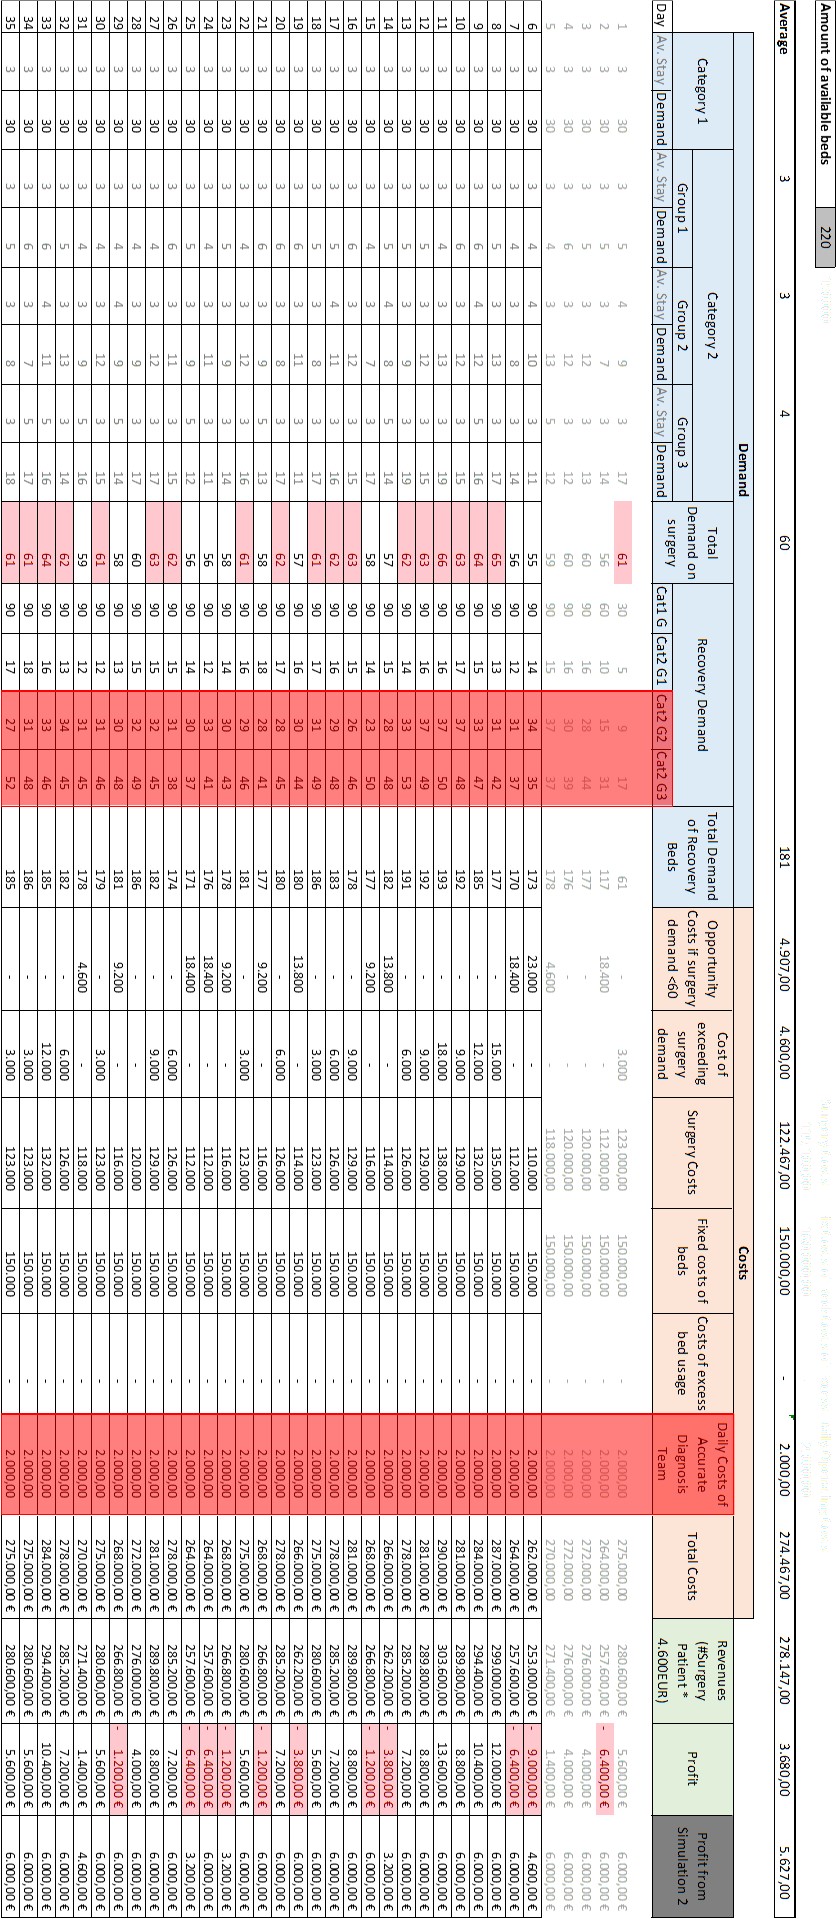 Amount of available beds 220
Average 3 3 4 60 181 4.907,00 4.600,00 122.467,00 150.000,00 - 2.000,00 274.467,00 278.147,00 3.680,00 5.627,00
Demand Costs
Category 1 Category 2 Total Demand on surgery Recovery Demand Total Demand of Recovery Beds Opportunity Costs if surgery demand <60 Cost of exceeding surgery demand Surgery Costs Fixed costs of beds Costs of excess bed usage Daily Costs of Accurate Diagnosis Team Total Costs Revenues (#Surgery Patient * 4.600EUR) Profit Profit from Simulation 2
Group 1 Group 2 Group 3
Day Av. Stay Demand Av. Stay Demand Av. Stay Demand Av. Stay Demand Cat1 G Cat2 G1 Cat2 G2 Cat2 G3
1 3 30 3 5 4 9 3 17 61 30 5 9 17 61 - 3.000 123.000,00 150.000,00 - 2.000,00 275.000,00 280.600,00 € 5.600,00 € 6.000,00 €
2 3 30 3 5 3 7 3 14 56 60 10 15 31 117 18.400 - 112.000,00 150.000,00 - 2.000,00 264.000,00 257.600,00 € - 6.400,00 € 6.000,00 €
3 3 30 3 5 3 12 3 13 60 90 16 28 44 177 - - 120.000,00 150.000,00 - 2.000,00 272.000,00 276.000,00 € 4.000,00 € 6.000,00 €
4 3 30 3 6 3 12 3 12 60 90 16 30 39 176 - - 120.000,00 150.000,00 - 2.000,00 272.000,00 276.000,00 € 4.000,00 € 6.000,00 €
5 3 30 3 4 3 13 5 12 59 90 15 37 37 178 4.600 - 118.000,00 150.000,00 - 2.000,00 270.000,00 271.400,00 € 1.400,00 € 6.000,00 €
6 3 30 3 4 4 10 3 11 55 90 14 34 35 173 23.000 - 110.000 150.000 - 2.000,00 262.000,00 € 253.000,00 € - 9.000,00 € 4.600,00 €
7 3 30 3 4 3 8 3 14 56 90 12 31 37 170 18.400 - 112.000 150.000 - 2.000,00 264.000,00 € 257.600,00 € - 6.400,00 € 6.000,00 €
8 3 30 3 5 3 13 3 17 65 90 13 31 42 177 - 15.000 135.000 150.000 - 2.000,00 287.000,00 € 299.000,00 € 12.000,00 € 6.000,00 €
9 3 30 3 6 4 12 5 16 64 90 15 33 47 185 - 12.000 132.000 150.000 - 2.000,00 284.000,00 € 294.400,00 € 10.400,00 € 6.000,00 €
10 3 30 3 6 3 12 3 15 63 90 17 37 48 192 - 9.000 129.000 150.000 - 2.000,00 281.000,00 € 289.800,00 € 8.800,00 € 6.000,00 €
11 3 30 3 4 3 13 3 19 66 90 16 37 50 193 - 18.000 138.000 150.000 - 2.000,00 290.000,00 € 303.600,00 € 13.600,00 € 6.000,00 €
12 3 30 3 5 3 12 3 15 63 90 16 37 49 192 - 9.000 129.000 150.000 - 2.000,00 281.000,00 € 289.800,00 € 8.800,00 € 6.000,00 €
13 3 30 3 5 3 9 3 19 62 90 14 33 53 191 - 6.000 126.000 150.000 - 2.000,00 278.000,00 € 285.200,00 € 7.200,00 € 6.000,00 €
14 3 30 3 4 4 8 5 14 57 90 15 28 48 182 13.800 - 114.000 150.000 - 2.000,00 266.000,00 € 262.200,00 € - 3.800,00 € 3.200,00 €
15 3 30 3 4 3 7 5 17 58 90 14 23 50 177 9.200 - 116.000 150.000 - 2.000,00 268.000,00 € 266.800,00 € - 1.200,00 € 6.000,00 €
16 3 30 3 6 3 12 3 15 63 90 15 26 46 178 - 9.000 129.000 150.000 - 2.000,00 281.000,00 € 289.800,00 € 8.800,00 € 6.000,00 €
17 3 30 3 5 4 11 3 16 62 90 16 29 48 183 - 6.000 126.000 150.000 - 2.000,00 278.000,00 € 285.200,00 € 7.200,00 € 6.000,00 €
18 3 30 3 5 3 8 3 17 61 90 17 31 49 186 - 3.000 123.000 150.000 - 2.000,00 275.000,00 € 280.600,00 € 5.600,00 € 6.000,00 €
19 3 30 3 4 3 11 3 11 57 90 16 30 44 180 13.800 - 114.000 150.000 - 2.000,00 266.000,00 € 262.200,00 € - 3.800,00 € 6.000,00 €
20 3 30 3 6 3 8 3 17 62 90 17 28 45 180 - 6.000 126.000 150.000 - 2.000,00 278.000,00 € 285.200,00 € 7.200,00 € 6.000,00 €
21 3 30 3 6 3 9 5 13 58 90 18 28 41 177 9.200 - 116.000 150.000 - 2.000,00 268.000,00 € 266.800,00 € - 1.200,00 € 6.000,00 €
22 3 30 3 4 3 12 3 16 61 90 16 29 46 181 - 3.000 123.000 150.000 - 2.000,00 275.000,00 € 280.600,00 € 5.600,00 € 6.000,00 €
23 3 30 3 5 3 9 3 14 58 90 14 30 43 178 9.200 - 116.000 150.000 - 2.000,00 268.000,00 € 266.800,00 € - 1.200,00 € 3.200,00 €
24 3 30 3 4 3 11 3 11 56 90 12 33 41 176 18.400 - 112.000 150.000 - 2.000,00 264.000,00 € 257.600,00 € - 6.400,00 € 6.000,00 €
25 3 30 3 5 3 9 5 12 56 90 14 30 37 171 18.400 - 112.000 150.000 - 2.000,00 264.000,00 € 257.600,00 € - 6.400,00 € 3.200,00 €
26 3 30 3 6 3 11 3 15 62 90 15 31 38 174 - 6.000 126.000 150.000 - 2.000,00 278.000,00 € 285.200,00 € 7.200,00 € 6.000,00 €
27 3 30 3 4 3 12 3 17 63 90 15 32 45 182 - 9.000 129.000 150.000 - 2.000,00 281.000,00 € 289.800,00 € 8.800,00 € 6.000,00 €
28 3 30 3 4 4 9 3 17 60 90 15 32 49 186 - - 120.000 150.000 - 2.000,00 272.000,00 € 276.000,00 € 4.000,00 € 6.000,00 €
29 3 30 3 4 4 9 5 14 58 90 13 30 48 181 9.200 - 116.000 150.000 - 2.000,00 268.000,00 € 266.800,00 € - 1.200,00 € 6.000,00 €
30 3 30 3 4 3 12 3 15 61 90 12 31 46 179 - 3.000 123.000 150.000 - 2.000,00 275.000,00 € 280.600,00 € 5.600,00 € 6.000,00 €
31 3 30 3 4 3 9 5 16 59 90 12 31 45 178 4.600 - 118.000 150.000 - 2.000,00 270.000,00 € 271.400,00 € 1.400,00 € 4.600,00 €
32 3 30 3 5 3 13 3 14 62 90 13 34 45 182 - 6.000 126.000 150.000 - 2.000,00 278.000,00 € 285.200,00 € 7.200,00 € 6.000,00 €
33 3 30 3 6 4 11 5 16 64 90 16 33 46 185 - 12.000 132.000 150.000 - 2.000,00 284.000,00 € 294.400,00 € 10.400,00 € 6.000,00 €
34 3 30 3 6 3 7 5 17 61 90 18 31 48 186 - 3.000 123.000 150.000 - 2.000,00 275.000,00 € 280.600,00 € 5.600,00 € 6.000,00 €
35 3 30 3 5 3 8 3 18 61 90 17 27 52 185 - 3.000 123.000 150.000 - 2.000,00 275.000,00 € 280.600,00 € 5.600,00 € 6.000,00 €